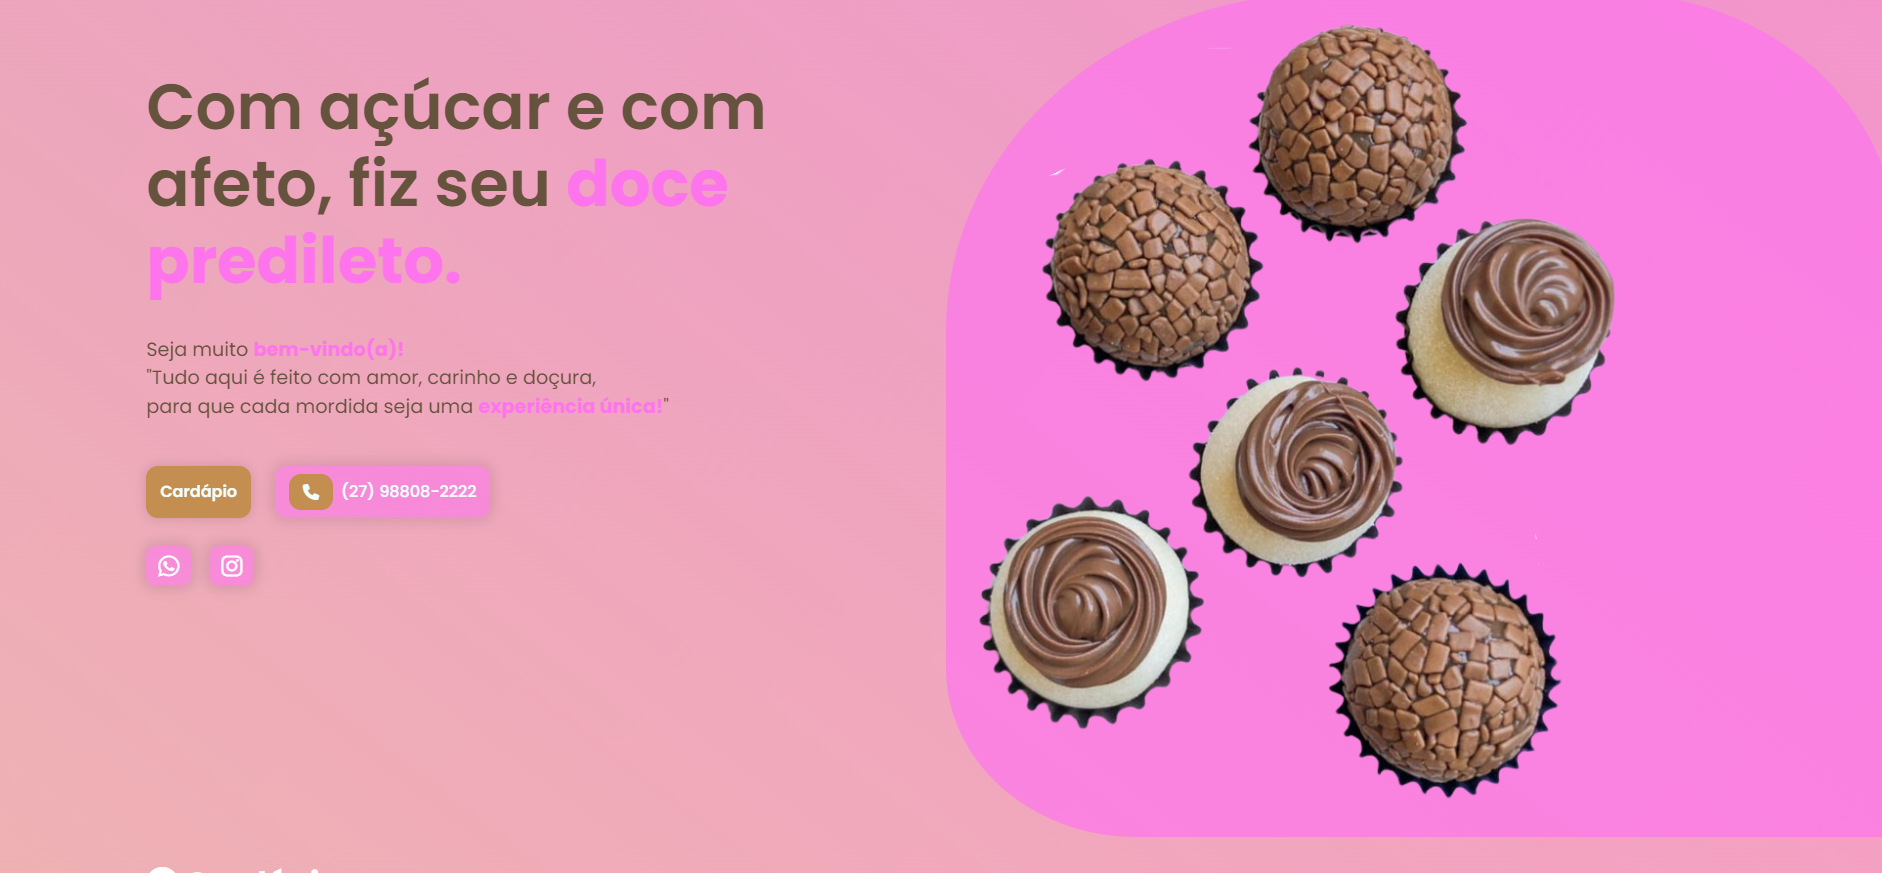 Com açúcar e com
afeto, fiz seu doce
predileto.
Seja muito bem-vindo(a)!
"Tudo aqui é feito com amor, carinho e doçura,
para que cada mordida seja uma experiência única!"
Cardápio
(27) 98808-2222